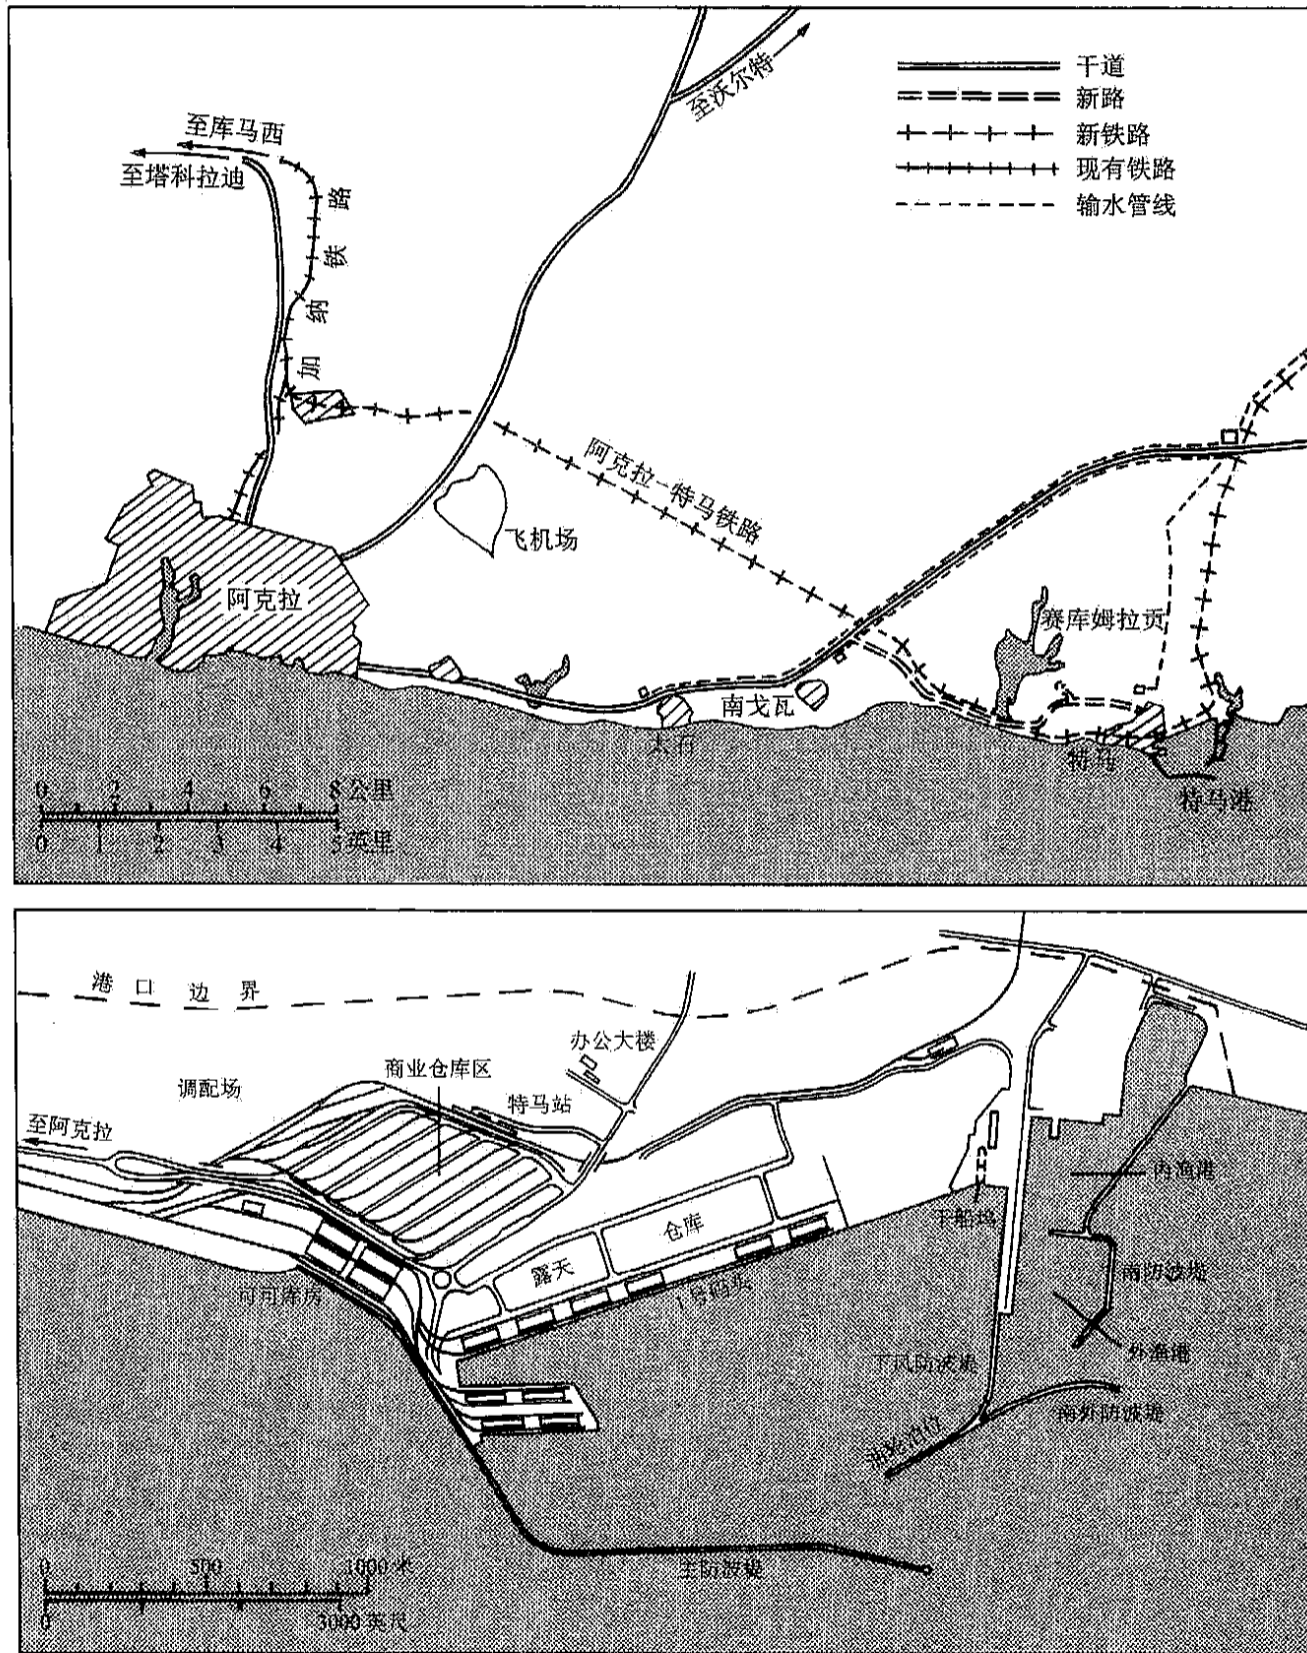 干道
新路
新铁路
现有铁路
输水管线
至沃尔特
至库马西
至塔科拉迪
加纳铁路
阿克拉-特马铁路
飞机场
阿克拉
赛库姆拉贡
南戈瓦
特马
特马港
0 2 4 6 8 公里
0 1 2 3 4 5 英里
港口边界
办公大楼
商业仓库区
调配场
特马站
至阿克拉
内渔港
干船坞
仓库
露天
南防波堤
可可库房
1号码头
外渔港
下风防波堤
南外防波堤
油轮泊位
主防波堤
0 500 1000 米
0 3000 英尺